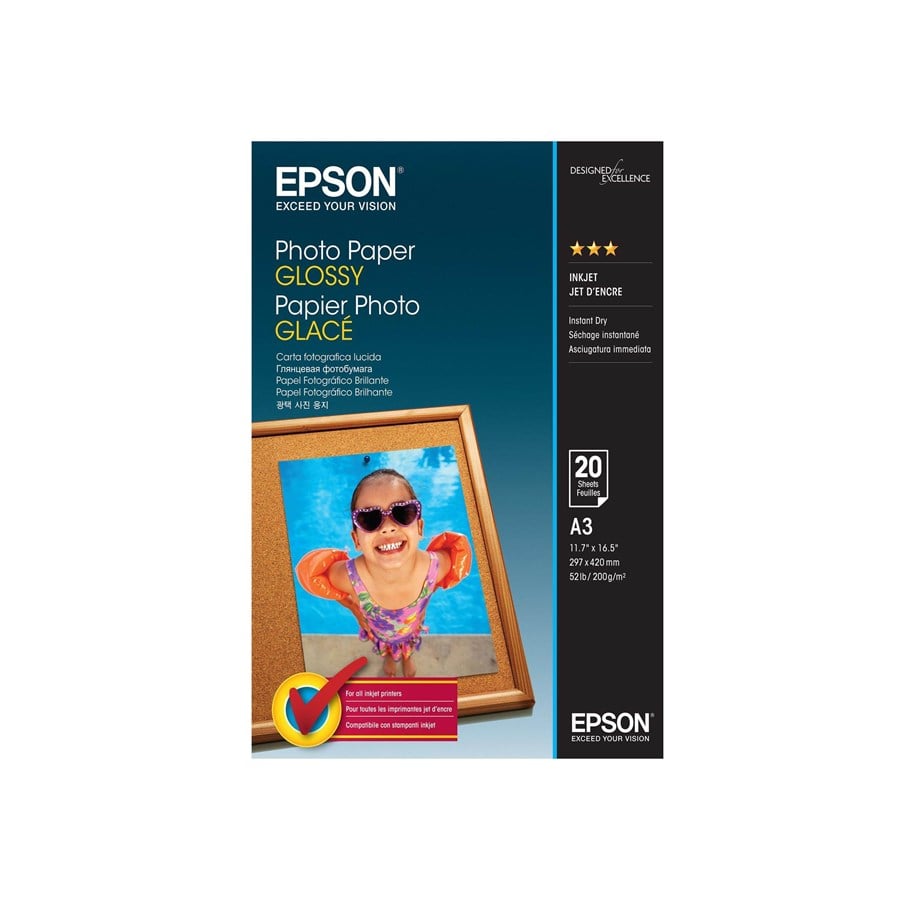 EPSON®
EXCEED YOUR VISION
Photo Paper
GLOSSY
Papier Photo
GLACÉ
Carta fotografica lucida
Глянцевая фотобумага
Papel Fotográfico Brillante
Papel Fotográfico Brilhante
광택 사진 용지
For all inkjet printers
Pour toutes les imprimantes jet d'encre
Compatibile con stampanti inkjet
DESIGNED for
EXCELLENCE
INKJET
JET D'ENCRE
Instant Dry
Séchage instantané
Asciugatura immediata
20
Sheets
Feuilles
A3
11.7" x 16.5"
297 x 420 mm
52 lb / 200 g/m²
EPSON®
EXCEED YOUR VISION